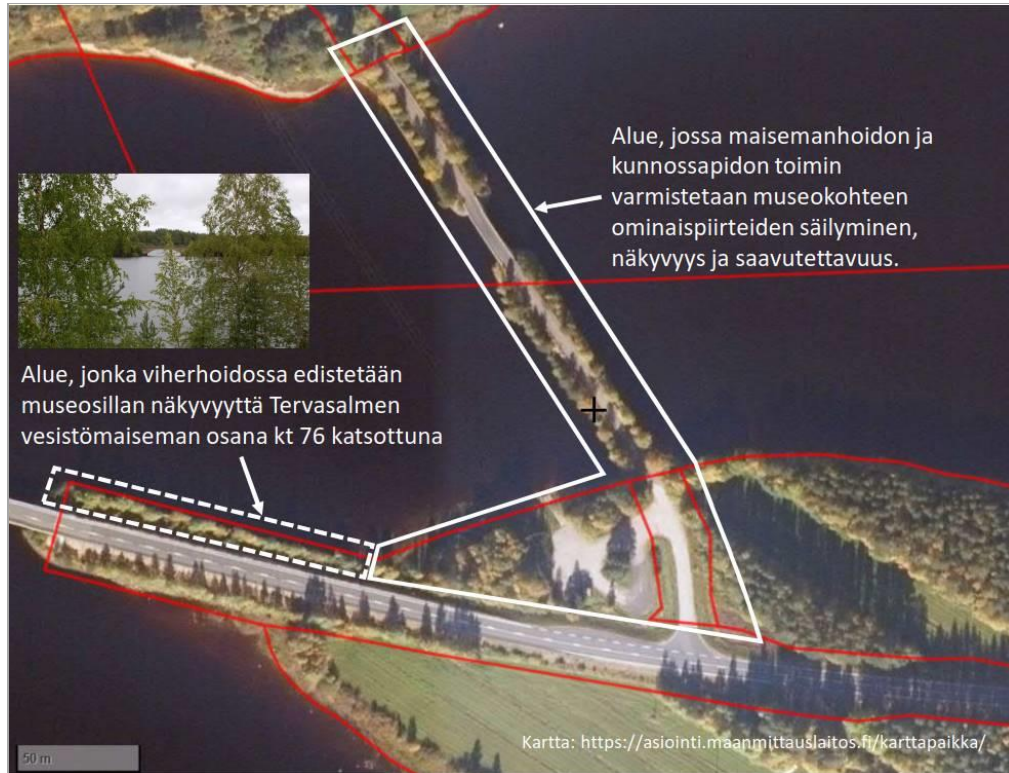 Alue, jossa maisemanhoidon ja
kunnossapidon toimin
varmistetaan museokohteen
ominaispiirteiden säilyminen,
näkyvyys ja saavutettavuus.
Alue, jonka viherhoidossa edistetään
museosillan näkyvyyttä Tervasalmen
vesistömaiseman osana kt 76 katsottuna
Kartta: https://asiointi.maanmittauslaitos.fi/karttapaikka/
50 m